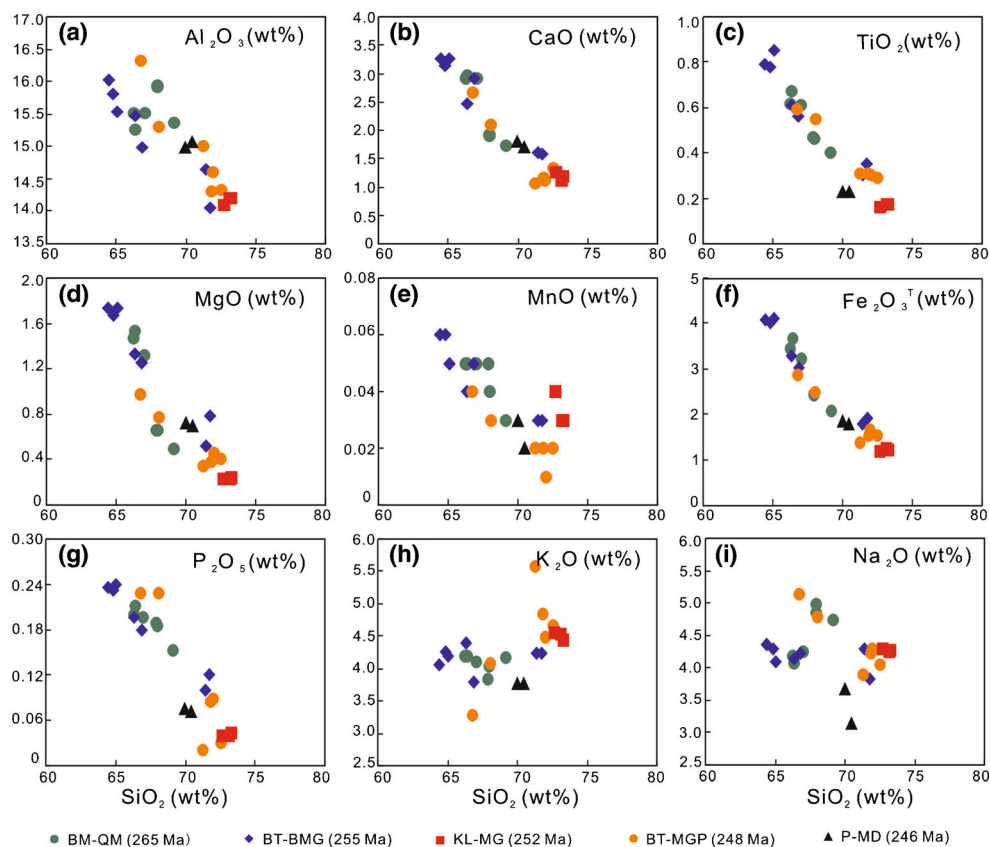 (a) Al2O3 (wt%)
17.0
16.5
16.0
15.5
15.0
14.5
14.0
13.5
60 65 70 75 80
(b) CaO (wt%)
4.0
3.5
3.0
2.5
2.0
1.5
1.0
0.5
0
60 65 70 75 80
(c) TiO2 (wt%)
1.0
0.8
0.6
0.4
0.2
0
60 65 70 75 80
(d) MgO (wt%)
2.0
1.6
1.2
0.8
0.4
0
60 65 70 75 80
(e) MnO (wt%)
0.08
0.06
0.04
0.02
0
60 65 70 75 80
(f) Fe2O3T (wt%)
5
4
3
2
1
0
60 65 70 75 80
(g) P2O5 (wt%)
0.30
0.24
0.18
0.12
0.06
0
60 65 70 75 80
SiO2 (wt%)
(h) K2O (wt%)
6.0
5.5
5.0
4.5
4.0
3.5
3.0
2.5
60 65 70 75 80
SiO2 (wt%)
(i) Na2O (wt%)
6.0
5.5
5.0
4.5
4.0
3.5
3.0
2.5
60 65 70 75 80
SiO2 (wt%)
BM-QM (265 Ma) BT-BMG (255 Ma) KL-MG (252 Ma) BT-MGP (248 Ma) P-MD (246 Ma)